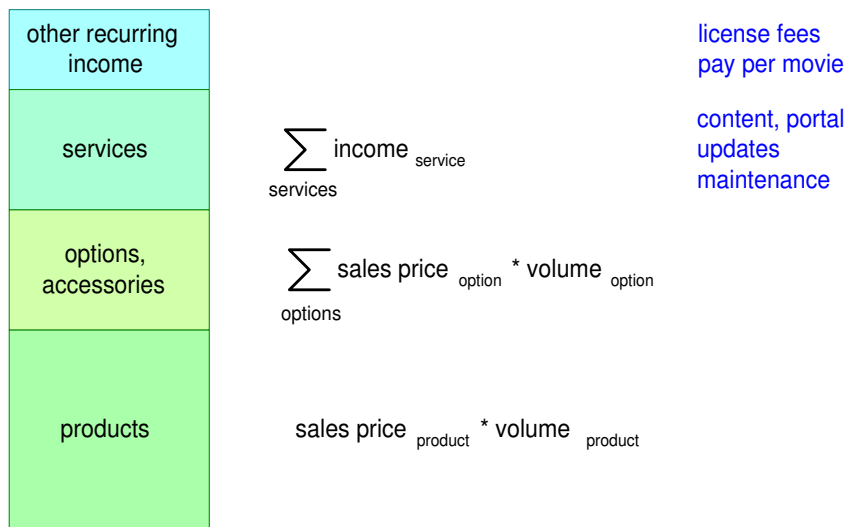 other recurring
income
license fees
pay per movie
services
∑ income service
services
content, portal
updates
maintenance
options,
accessories
∑ sales price option * volume option
options
products
sales price product * volume product